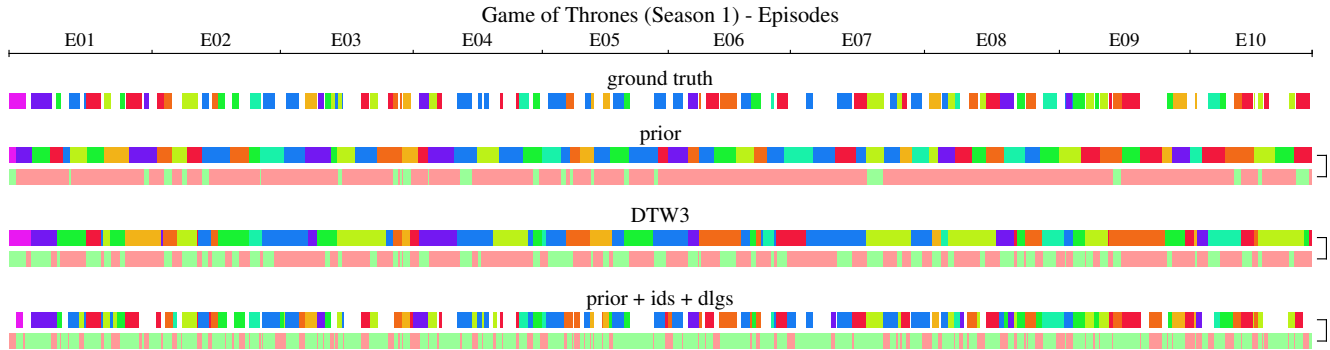 Game of Thrones (Season 1) - Episodes
E01 E02 E03 E04 E05 E06 E07 E08 E09 E10
ground truth
prior
DTW3
prior + ids + dlgs